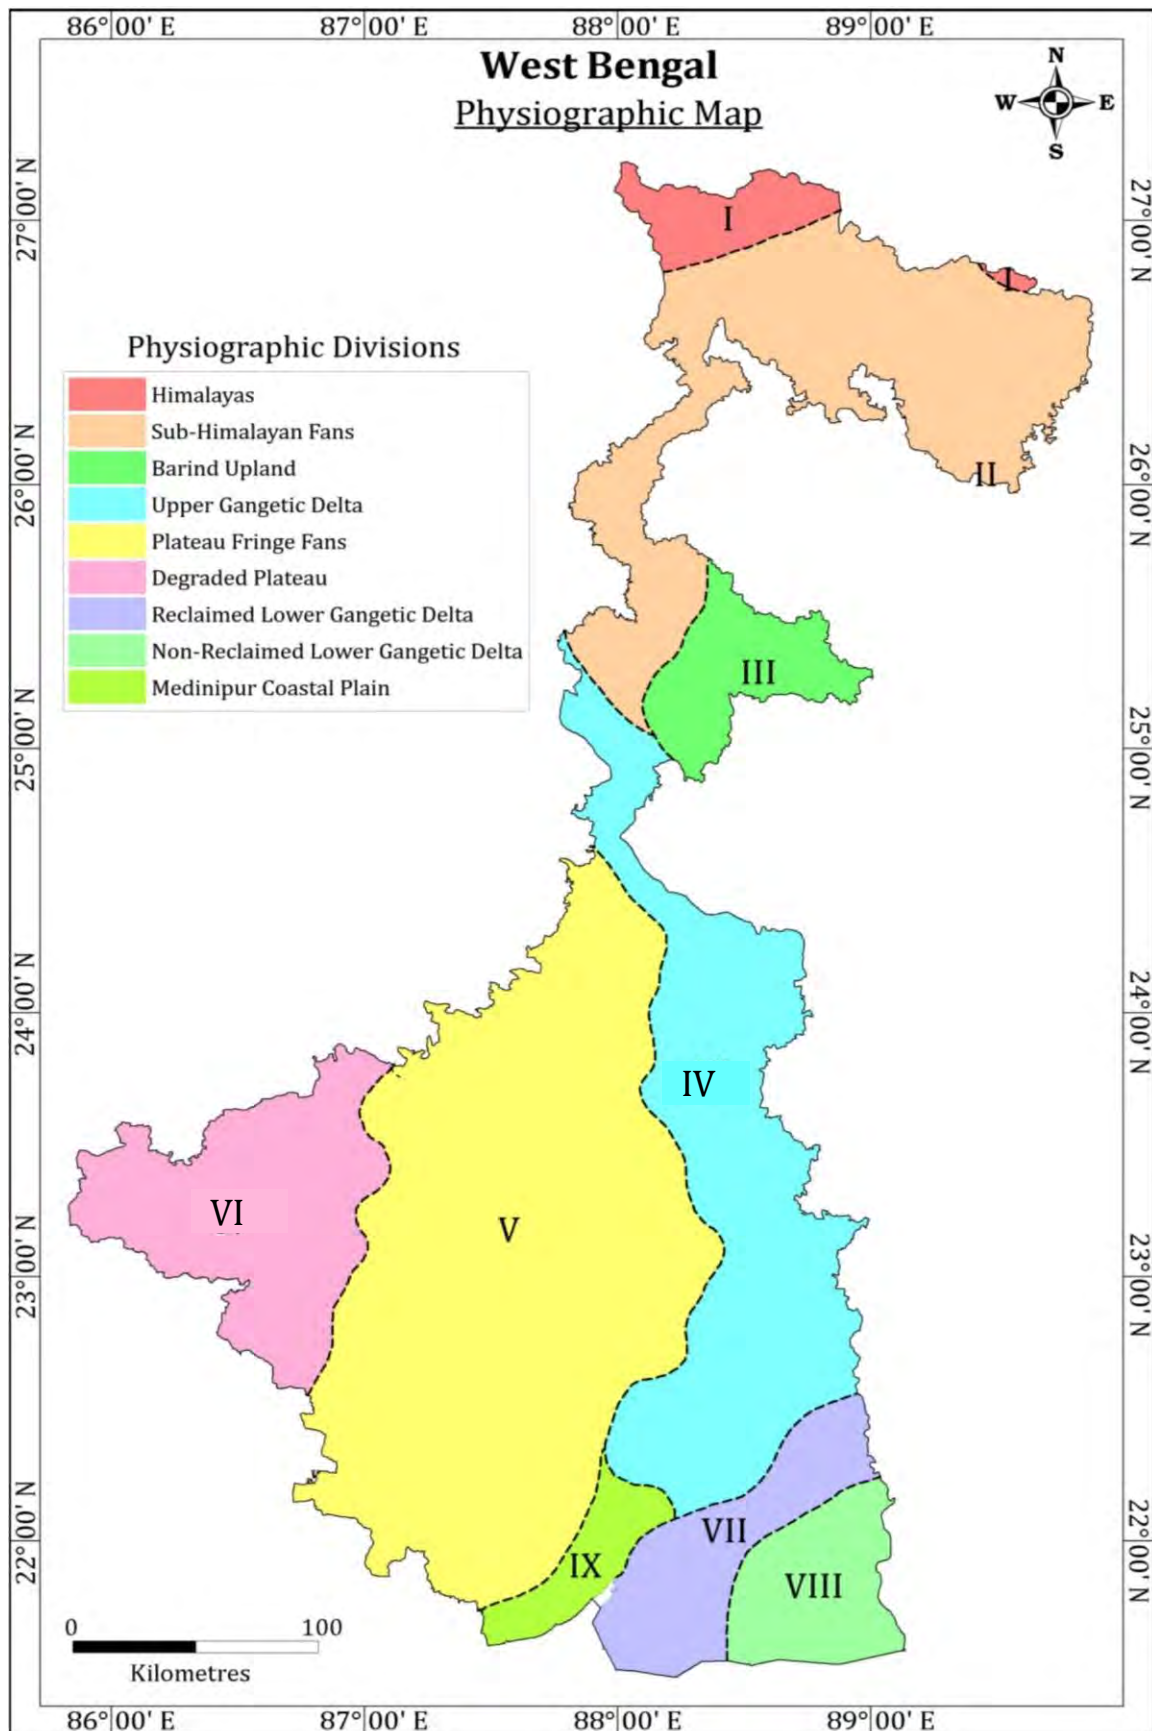 86°00' E 87°00' E 88°00' E 89°00' E
West Bengal
Physiographic Map
N
W E
S
27°00' N
27°00' N
I
I
Physiographic Divisions
Himalayas
Sub-Himalayan Fans
Barind Upland
Upper Gangetic Delta
Plateau Fringe Fans
Degraded Plateau
Reclaimed Lower Gangetic Delta
Non-Reclaimed Lower Gangetic Delta
Medinipur Coastal Plain
26°00' N
26°00' N
II
III
25°00' N
25°00' N
24°00' N
24°00' N
IV
VI
V
23°00' N
23°00' N
22°00' N
22°00' N
VII
IX
VIII
0 100
Kilometres
86°00' E 87°00' E 88°00' E 89°00' E